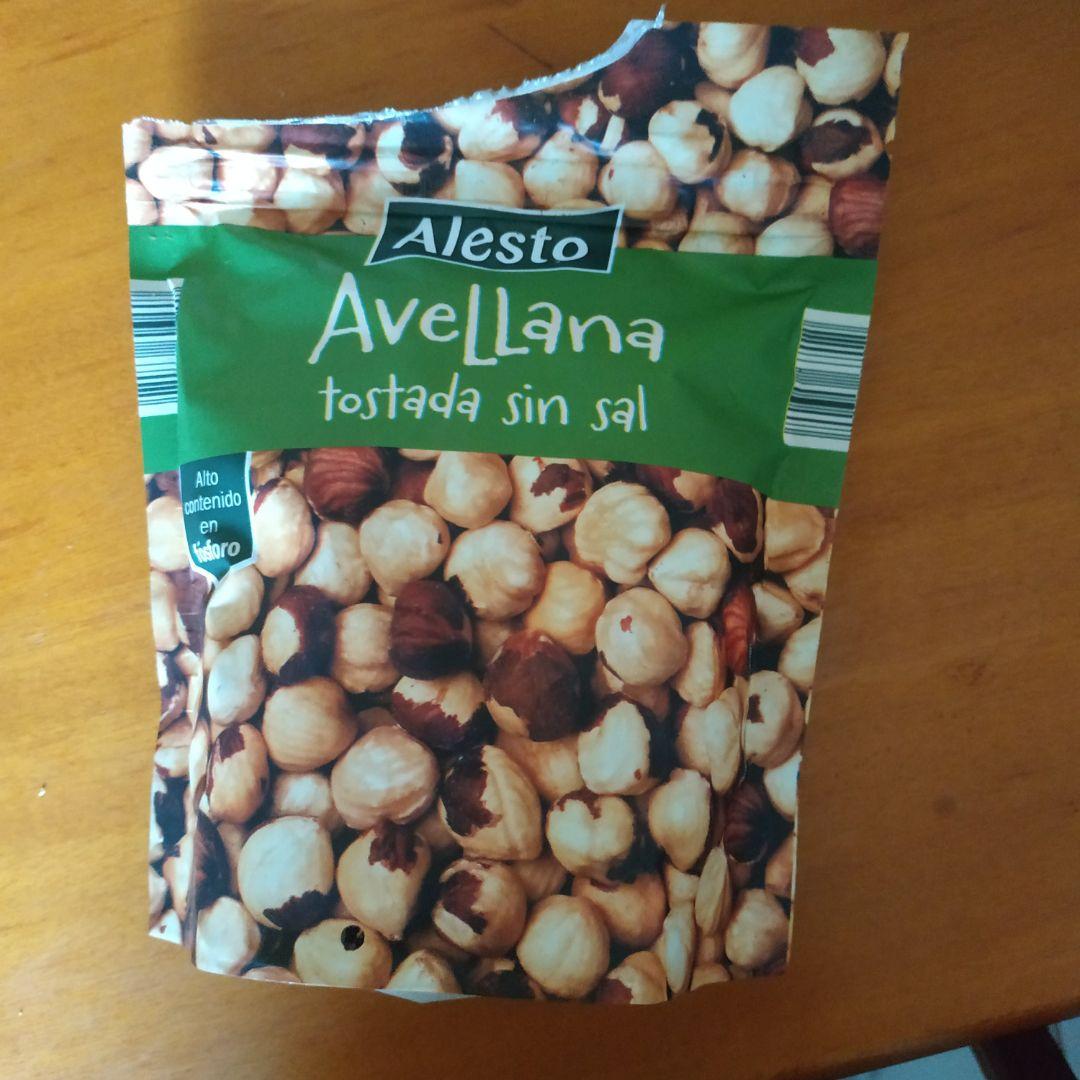 Alesto
Avellana
tostada sin sal
Alto
contenido
en
fósforo